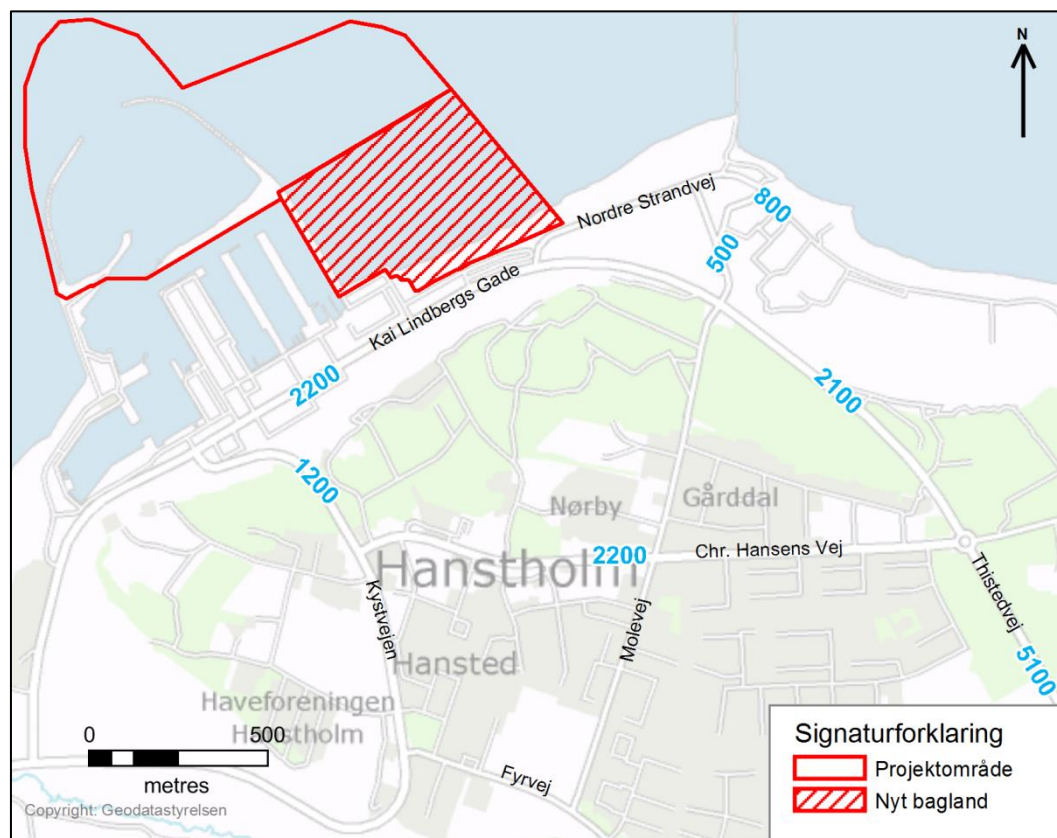 N
Nordre Strandvej
800
500
Kai Lindbergs Gade
2200
2100
1200
Nørby
Gårddal
Hanstholm
2200
Chr. Hansens Vej
Thistedvej
Kystvejen
Molevej
Hansted
5100
Haveforeningen
Hanstholm
0
500
metres
Fyrvej
Signaturforklaring
Projektområde
Nyt bagland
Copyright: Geodatastyrelsen